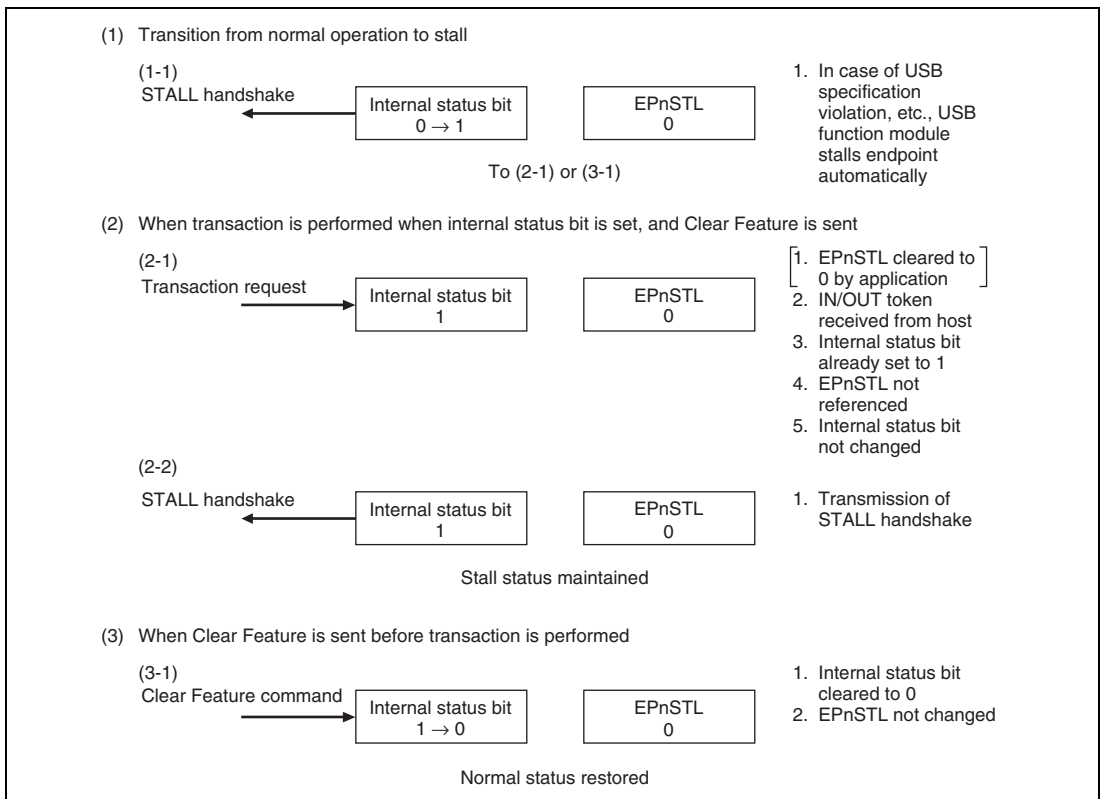 (1) Transition from normal operation to stall
(1-1)
STALL handshake
Internal status bit
0 → 1
EPnSTL
0
1. In case of USB
specification
violation, etc., USB
function module
stalls endpoint
automatically
To (2-1) or (3-1)
(2) When transaction is performed when internal status bit is set, and Clear Feature is sent
(2-1)
Transaction request
Internal status bit
1
EPnSTL
0
1. EPnSTL cleared to
0 by application
2. IN/OUT token
received from host
3. Internal status bit
already set to 1
4. EPnSTL not
referenced
5. Internal status bit
not changed
(2-2)
STALL handshake
Internal status bit
1
EPnSTL
0
1. Transmission of
STALL handshake
Stall status maintained
(3) When Clear Feature is sent before transaction is performed
(3-1)
Clear Feature command
Internal status bit
1 → 0
EPnSTL
0
1. Internal status bit
cleared to 0
2. EPnSTL not changed
Normal status restored